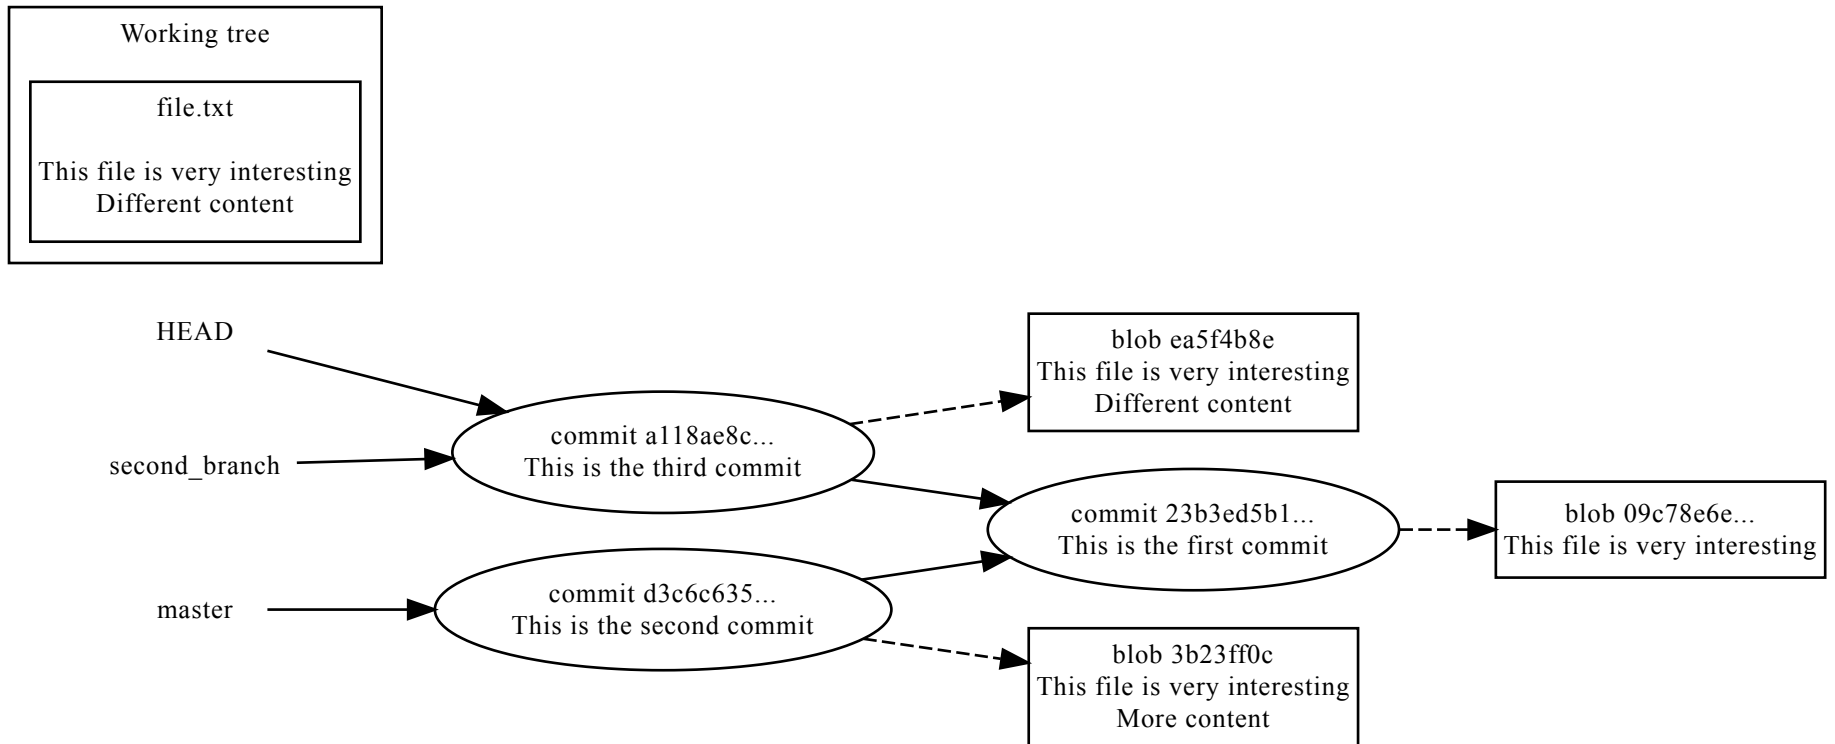 Working tree
file.txt
This file is very interesting
Different content
HEAD
blob ea5f4b8e
This file is very interesting
Different content
commit a118ae8c...
This is the third commit
second_branch
commit 23b3ed5b1...
This is the first commit
blob 09c78e6e...
This file is very interesting
commit d3c6c635...
This is the second commit
master
blob 3b23ff0c
This file is very interesting
More content